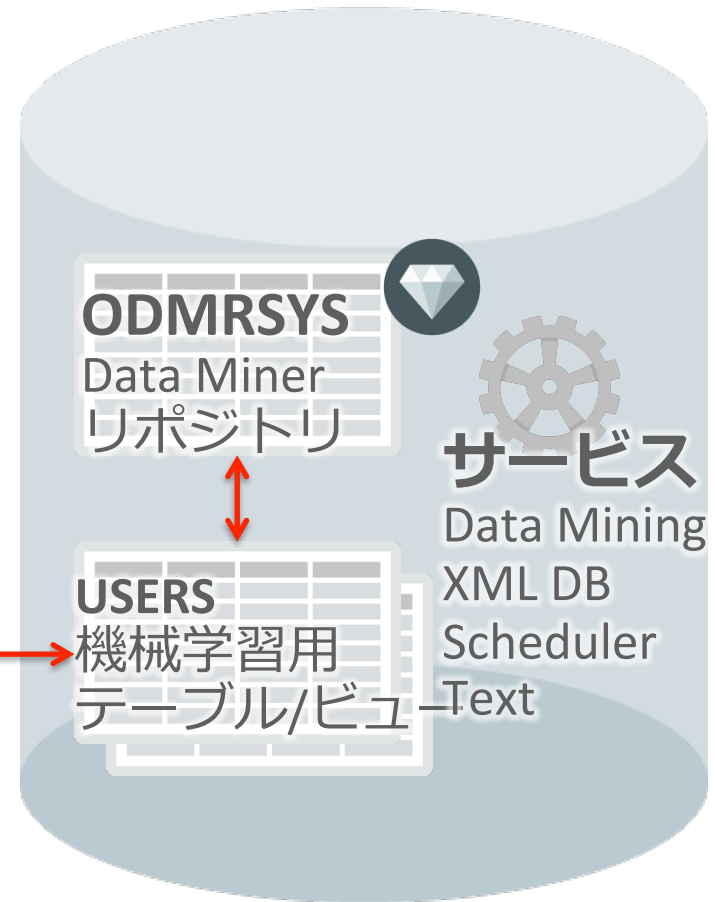 ODMRSYS
Data Miner
リポジトリ
サービス
Data Mining
XML DB
Scheduler
Text
USERS
機械学習用
テーブル/ビュー